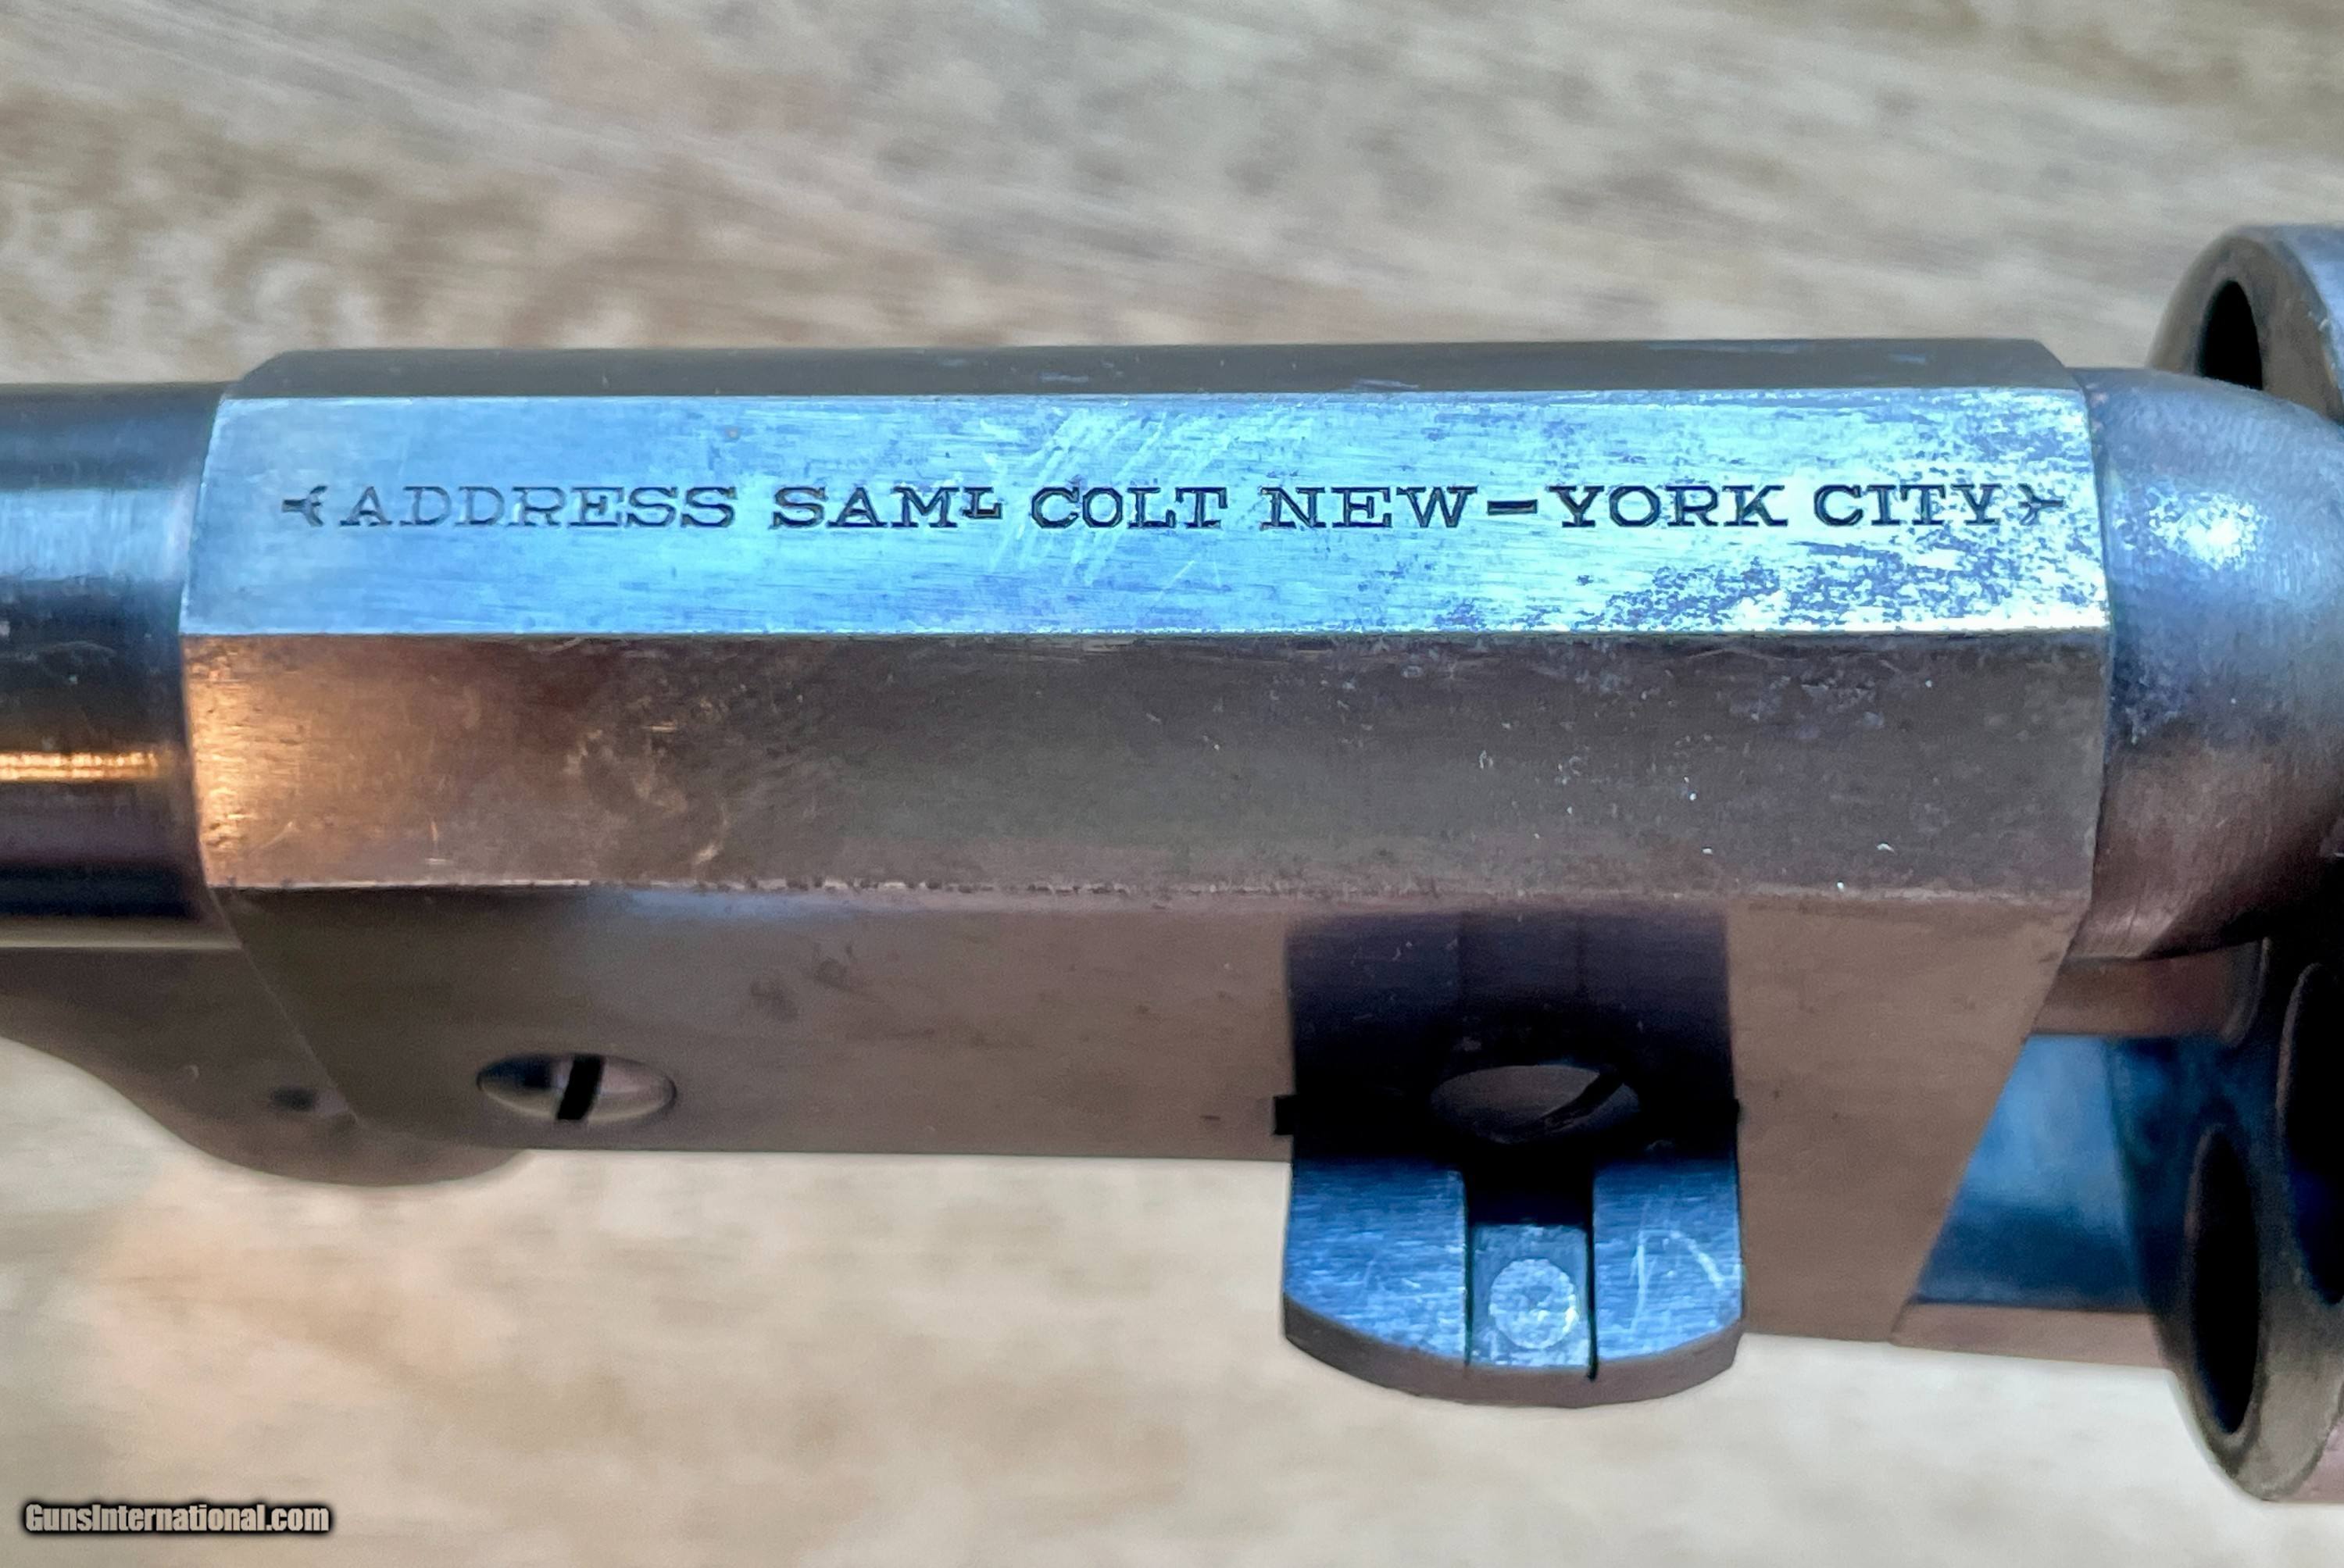 ADDRESS SAMᴸ COLT NEW-YORK CITY
GunsInternational.com